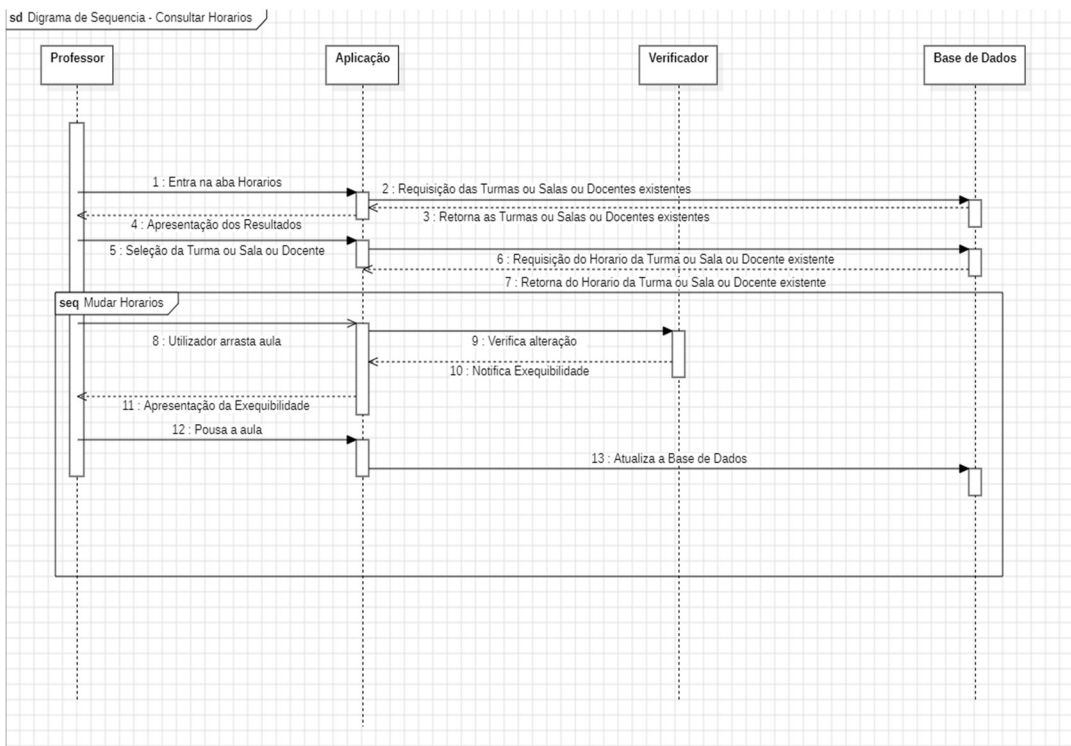 sd Digrama de Sequencia - Consultar Horarios
Professor
Aplicação
Verificador
Base de Dados
1 : Entra na aba Horarios
2 : Requisição das Turmas ou Salas ou Docentes existentes
3 : Retorna as Turmas ou Salas ou Docentes existentes
4 : Apresentação dos Resultados
5 : Seleção da Turma ou Sala ou Docente
6 : Requisição do Horario da Turma ou Sala ou Docente existente
7 : Retorna do Horario da Turma ou Sala ou Docente existente
seq Mudar Horarios
8 : Utilizador arrasta aula
9 : Verifica alteração
10 : Notifica Exequibilidade
11 : Apresentação da Exequibilidade
12 : Pousa a aula
13 : Atualiza a Base de Dados